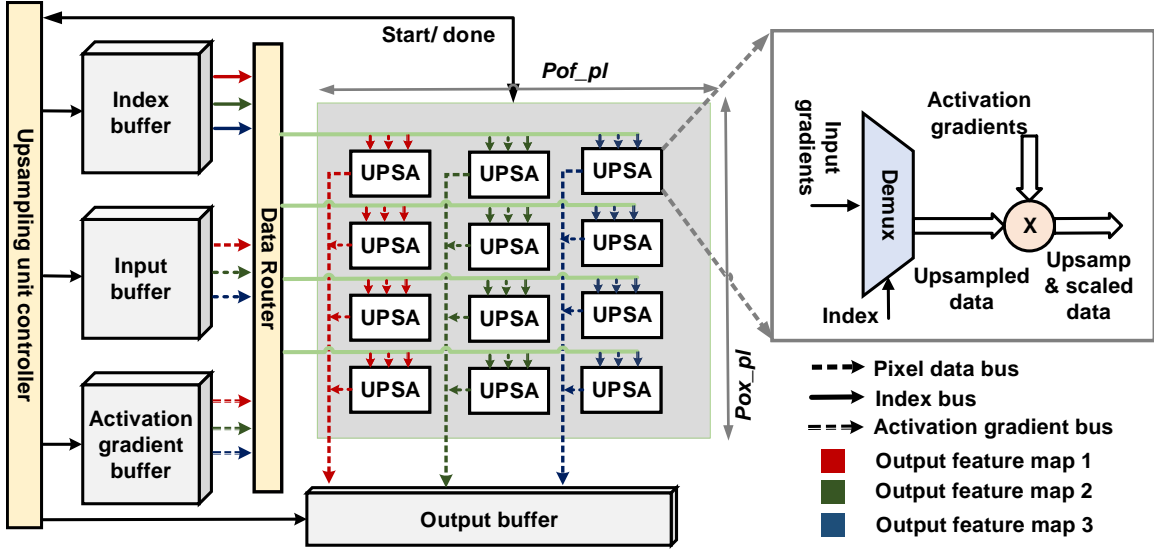 Upsampling unit controller
Start/ done
Index
buffer
Input
buffer
Activation
gradient
buffer
Data Router
Pof_pl
Pox_pl
UPSA
UPSA
UPSA
UPSA
UPSA
UPSA
UPSA
UPSA
UPSA
UPSA
UPSA
UPSA
Output buffer
Input
gradients
Demux
Index
Activation
gradients
X
Upsampled
data
Upsamp
& scaled
data
Pixel data bus
Index bus
Activation gradient bus
Output feature map 1
Output feature map 2
Output feature map 3